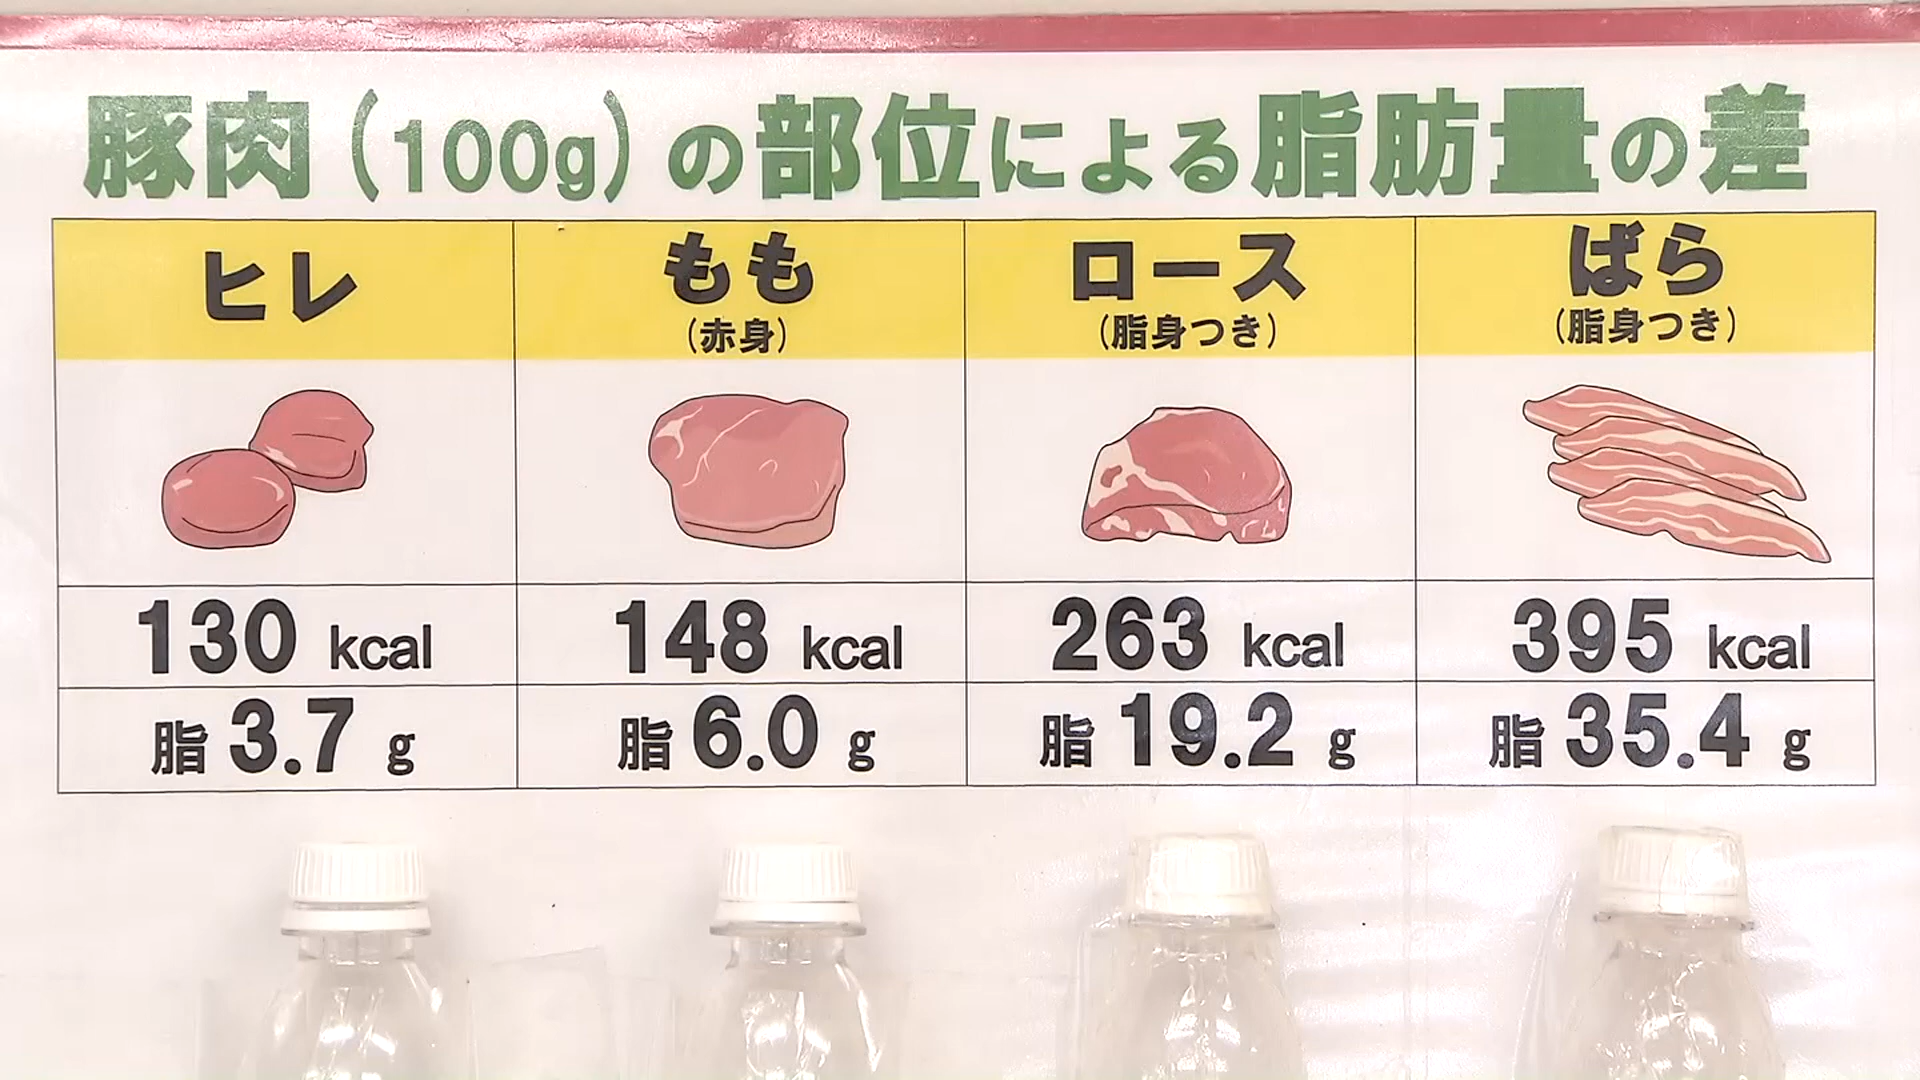 豚肉(100g)の部位による脂肪量の差
ヒレ
もも
(赤身)
ロース
(脂身つき)
ばら
(脂身つき)
130 kcal
148 kcal
263 kcal
395 kcal
脂 3.7 g
脂 6.0 g
脂 19.2 g
脂 35.4 g